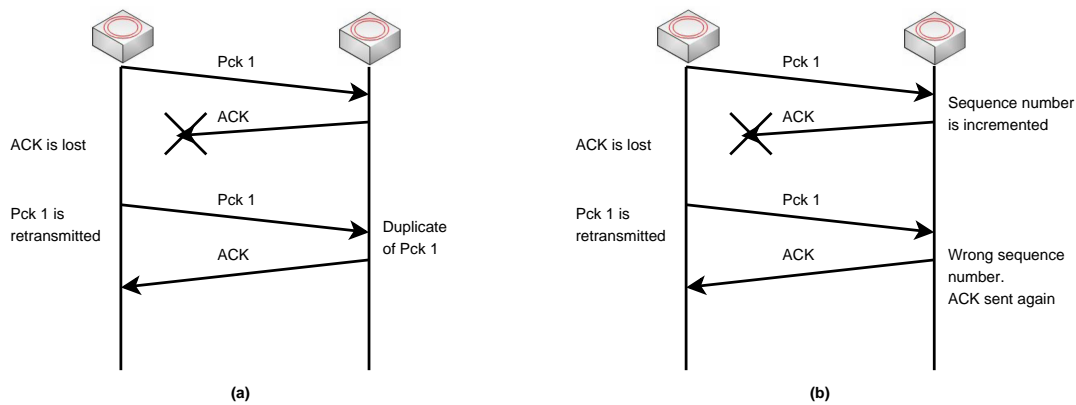 Pck 1
ACK
ACK is lost
Pck 1
Pck 1 is
retransmitted
Duplicate
of Pck 1
ACK
(a)
Pck 1
Sequence number
is incremented
ACK
ACK is lost
Pck 1
Pck 1 is
retransmitted
Wrong sequence
number.
ACK sent again
ACK
(b)